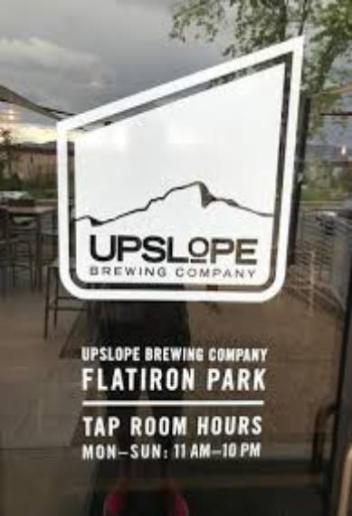 UPSLOPE
BREWING COMPANY
UPSLOPE BREWING COMPANY
FLATIRON PARK
TAP ROOM HOURS
MON–SUN: 11 AM–10 PM